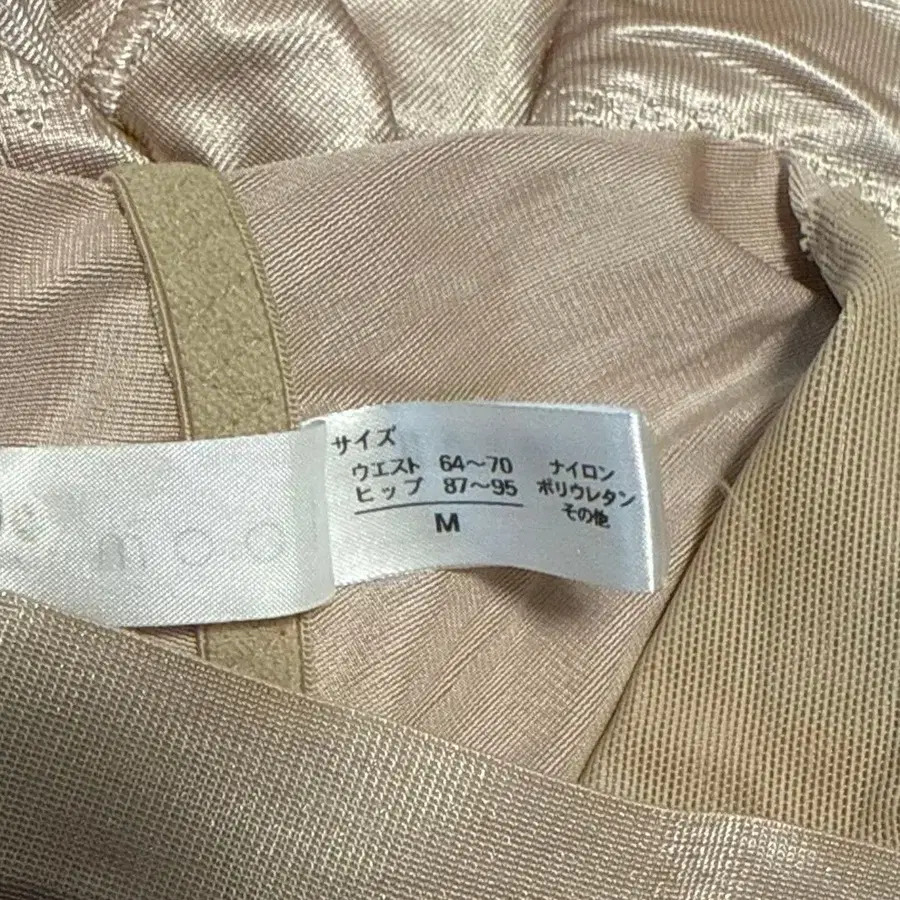 サイズ
ウエスト 64～70
ヒップ 87～95
M
ナイロン
ポリウレタン
その他